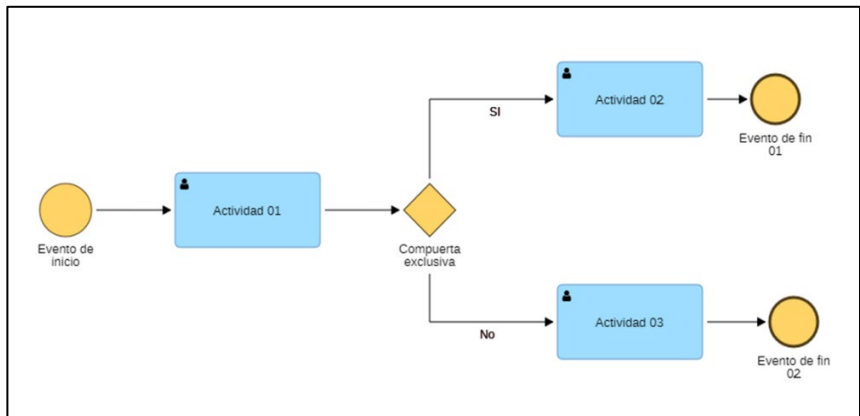 Evento de
inicio
Actividad 01
Compuerta
exclusiva
SI
Actividad 02
Evento de fin
01
No
Actividad 03
Evento de fin
02